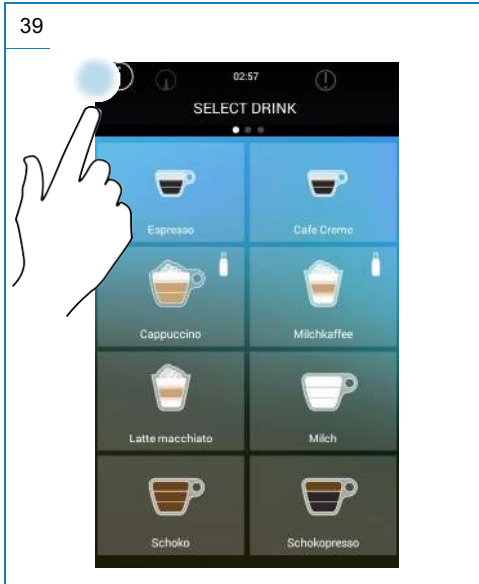 39
02:57
SELECT DRINK
Espresso
Cafe Creme
Cappuccino
Milchkaffee
Latte macchiato
Milch
Schoko
Schokopresso